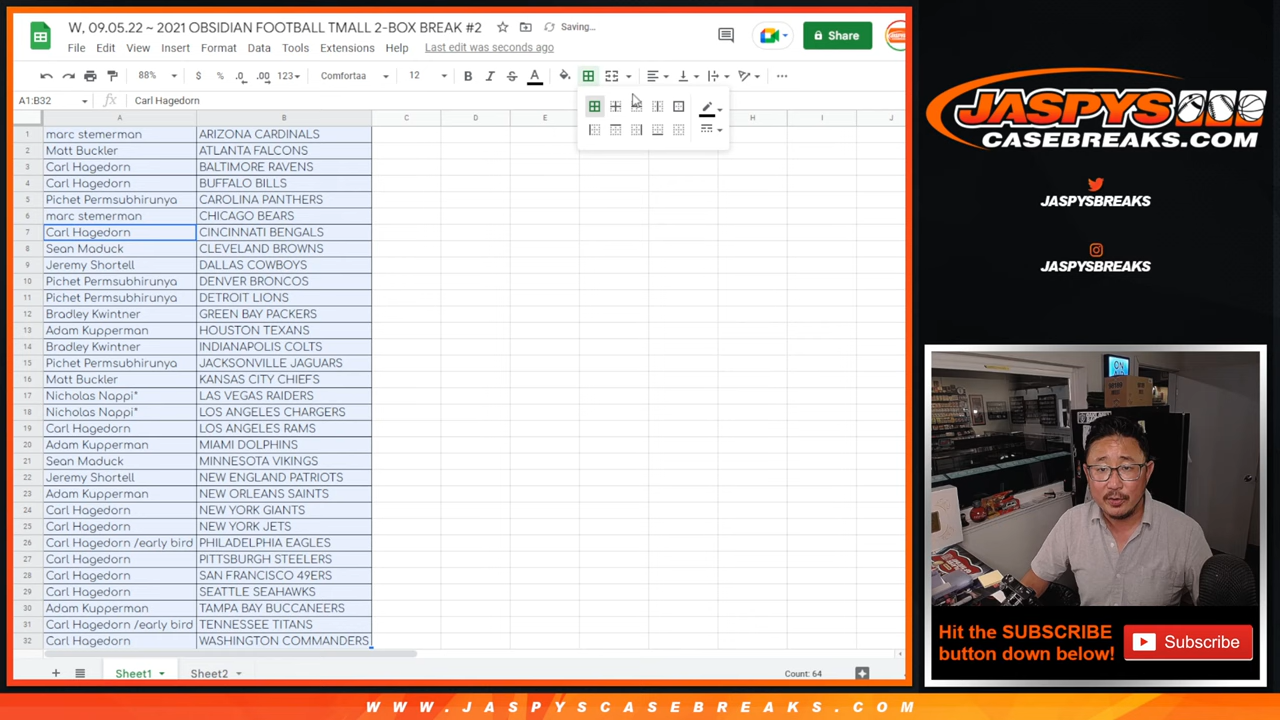 W, 09.05.22 ~ 2021 OBSIDIAN FOOTBALL TMALL 2-BOX BREAK #2
Saving...
File Edit View Insert Format Data Tools Extensions Help Last edit was seconds ago
Share
88% $ % .0 .00 123 Comfortaa 12 B I S A
A1:B32 fx Carl Hagedorn
A B C D E H I J
1 marc stemerman ARIZONA CARDINALS
2 Matt Buckler ATLANTA FALCONS
3 Carl Hagedorn BALTIMORE RAVENS
4 Carl Hagedorn BUFFALO BILLS
5 Pichet Permsubhirunya CAROLINA PANTHERS
6 marc stemerman CHICAGO BEARS
7 Carl Hagedorn CINCINNATI BENGALS
8 Sean Maduck CLEVELAND BROWNS
9 Jeremy Shortell DALLAS COWBOYS
10 Pichet Permsubhirunya DENVER BRONCOS
11 Pichet Permsubhirunya DETROIT LIONS
12 Bradley Kwintner GREEN BAY PACKERS
13 Adam Kupperman HOUSTON TEXANS
14 Bradley Kwintner INDIANAPOLIS COLTS
15 Pichet Permsubhirunya JACKSONVILLE JAGUARS
16 Matt Buckler KANSAS CITY CHIEFS
17 Nicholas Nappi* LAS VEGAS RAIDERS
18 Nicholas Nappi* LOS ANGELES CHARGERS
19 Carl Hagedorn LOS ANGELES RAMS
20 Adam Kupperman MIAMI DOLPHINS
21 Sean Maduck MINNESOTA VIKINGS
22 Jeremy Shortell NEW ENGLAND PATRIOTS
23 Adam Kupperman NEW ORLEANS SAINTS
24 Carl Hagedorn NEW YORK GIANTS
25 Carl Hagedorn NEW YORK JETS
26 Carl Hagedorn /early bird PHILADELPHIA EAGLES
27 Carl Hagedorn PITTSBURGH STEELERS
28 Carl Hagedorn SAN FRANCISCO 49ERS
29 Carl Hagedorn SEATTLE SEAHAWKS
30 Adam Kupperman TAMPA BAY BUCCANEERS
31 Carl Hagedorn /early bird TENNESSEE TITANS
32 Carl Hagedorn WASHINGTON COMMANDERS
Sheet1 Sheet2 Count: 64
JASPYS
CASEBREAKS.COM
JASPYSBREAKS
JASPYSBREAKS
Hit the SUBSCRIBE
button down below!
Subscribe
WWW.JASPYSCASEBREAKS.COM